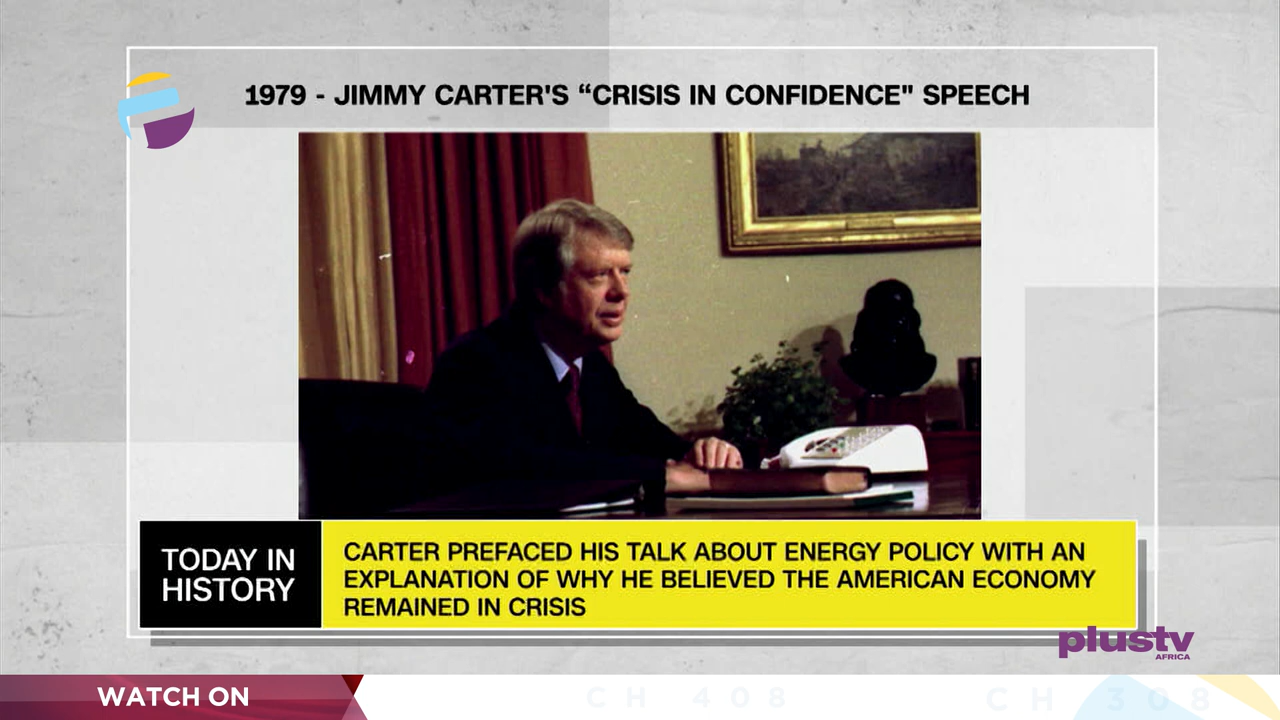 1979 - JIMMY CARTER'S “CRISIS IN CONFIDENCE" SPEECH
TODAY IN
HISTORY
CARTER PREFACED HIS TALK ABOUT ENERGY POLICY WITH AN
EXPLANATION OF WHY HE BELIEVED THE AMERICAN ECONOMY
REMAINED IN CRISIS
plustv
AFRICA
WATCH ON
CH 408
CH 308